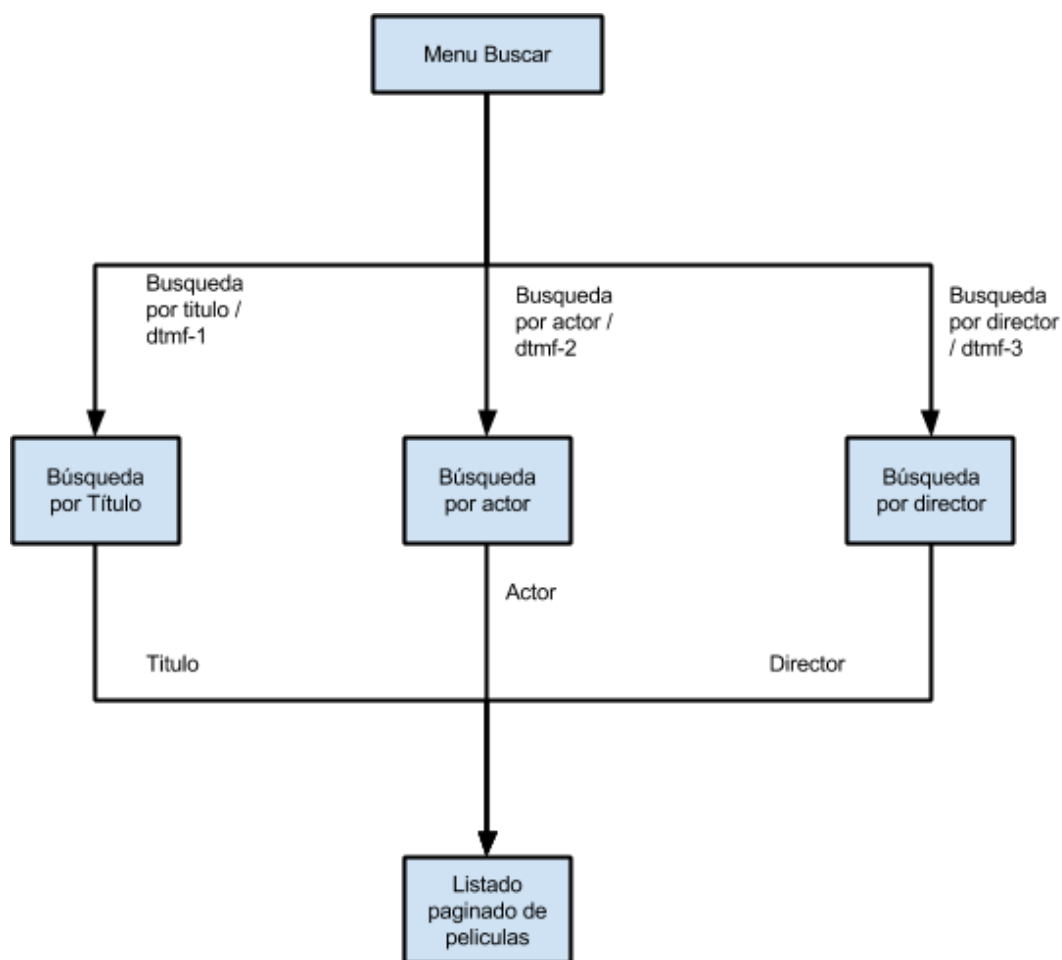 Menu Buscar
Busqueda
por titulo /
dtmf-1
Busqueda
por actor /
dtmf-2
Busqueda
por director
/ dtmf-3
Búsqueda
por Título
Búsqueda
por actor
Búsqueda
por director
Actor
Titulo
Director
Listado
paginado de
peliculas